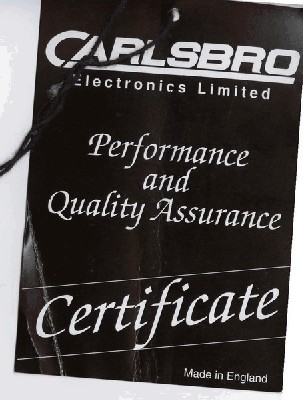 CARLSBRO
Electronics Limited
Performance
and
Quality Assurance
Certificate
Made in England